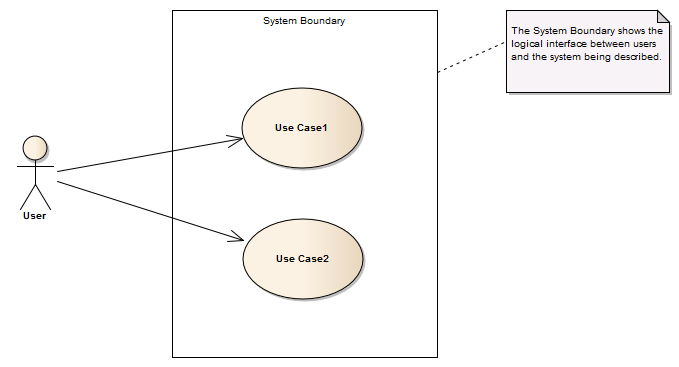 System Boundary
The System Boundary shows the
logical interface between users
and the system being described.
Use Case1
User
Use Case2